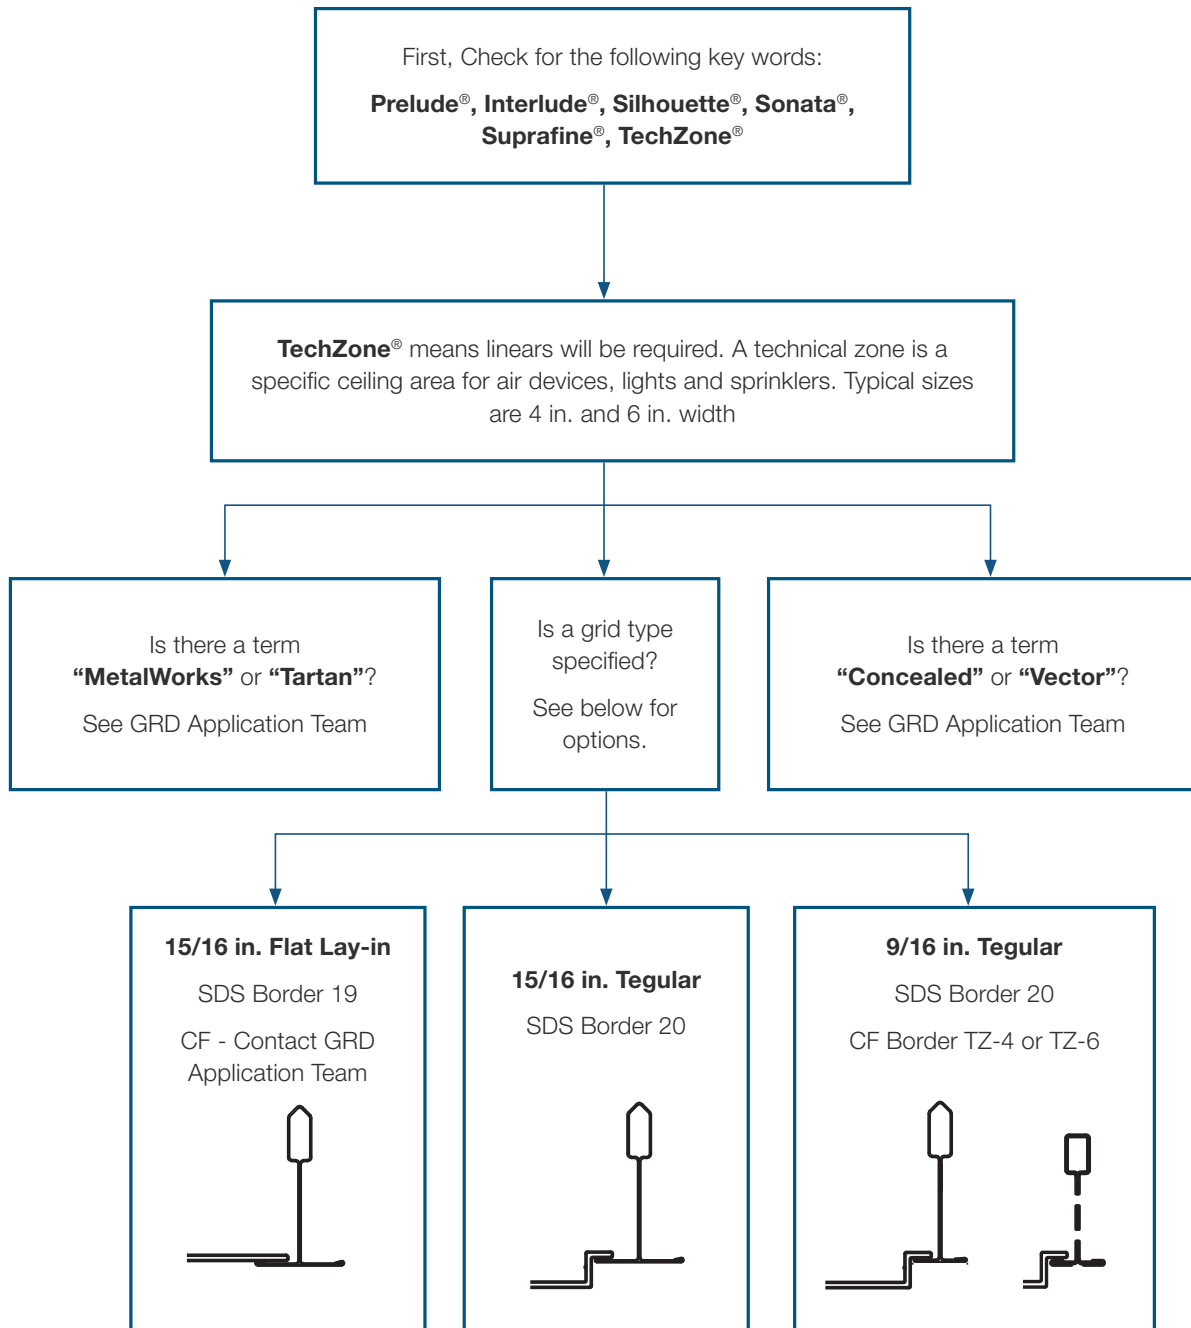 First, Check for the following key words:
Prelude®, Interlude®, Silhouette®, Sonata®,
Suprafine®, TechZone®
TechZone® means linears will be required. A technical zone is a
specific ceiling area for air devices, lights and sprinklers. Typical sizes
are 4 in. and 6 in. width
Is there a term
“MetalWorks” or “Tartan”?
See GRD Application Team
Is a grid type
specified?
See below for
options.
Is there a term
“Concealed” or “Vector”?
See GRD Application Team
15/16 in. Flat Lay-in
SDS Border 19
CF - Contact GRD
Application Team
15/16 in. Tegular
SDS Border 20
9/16 in. Tegular
SDS Border 20
CF Border TZ-4 or TZ-6